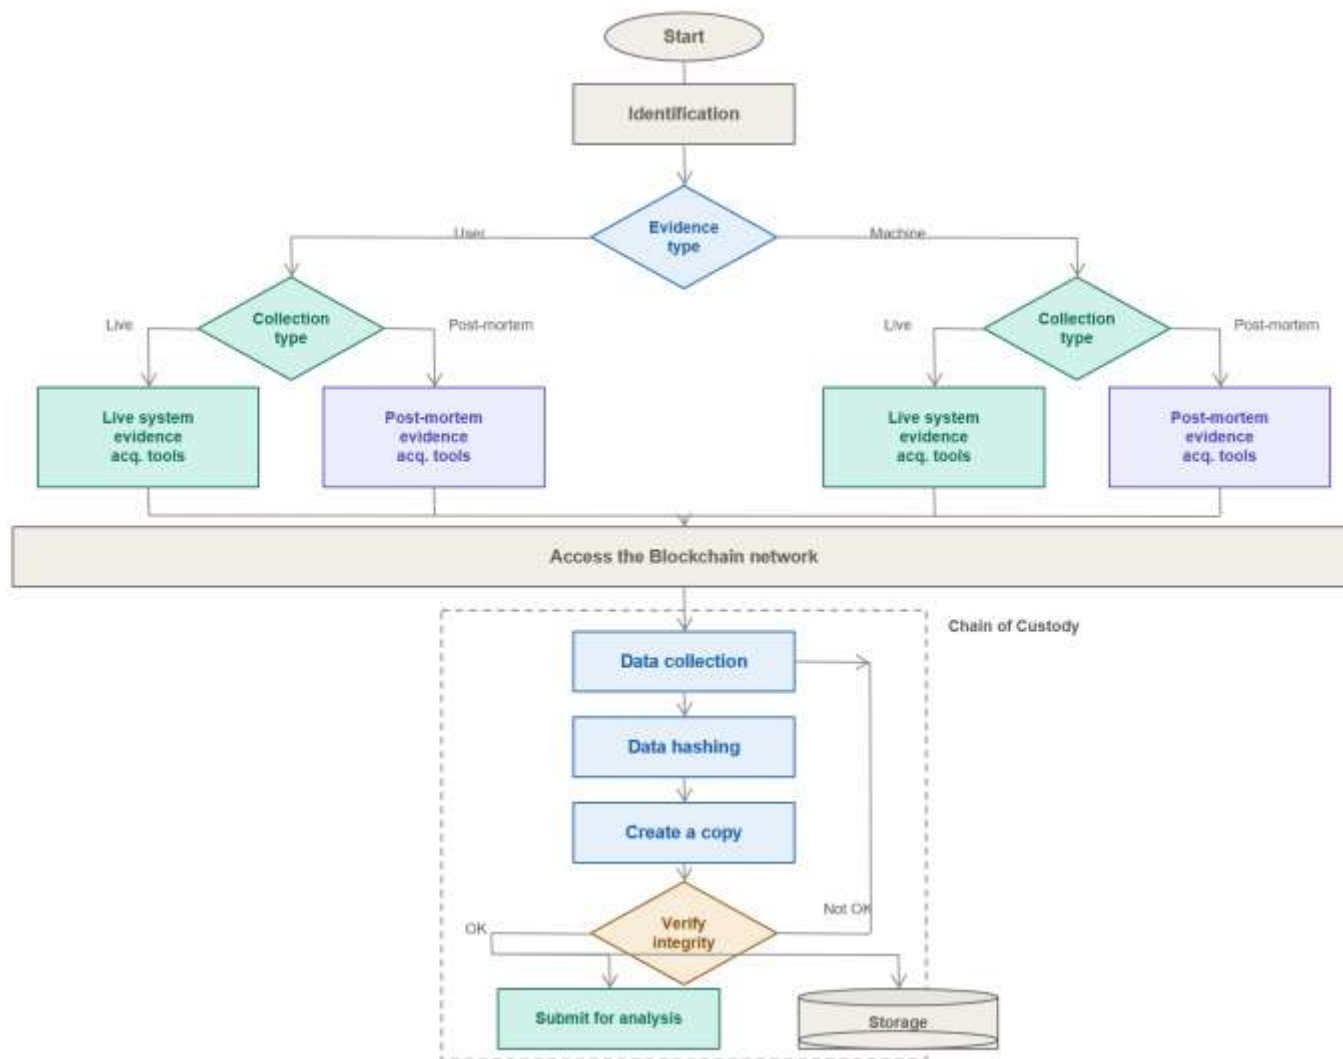 Start
Identification
Evidence
type
User
Machine
Collection
type
Live
Post-mortem
Collection
type
Live
Post-mortem
Live system
evidence
acq. tools
Post-mortem
evidence
acq. tools
Live system
evidence
acq. tools
Post-mortem
evidence
acq. tools
Access the Blockchain network
Chain of Custody
Data collection
Data hashing
Create a copy
Not OK
OK
Verify
integrity
Submit for analysis
Storage